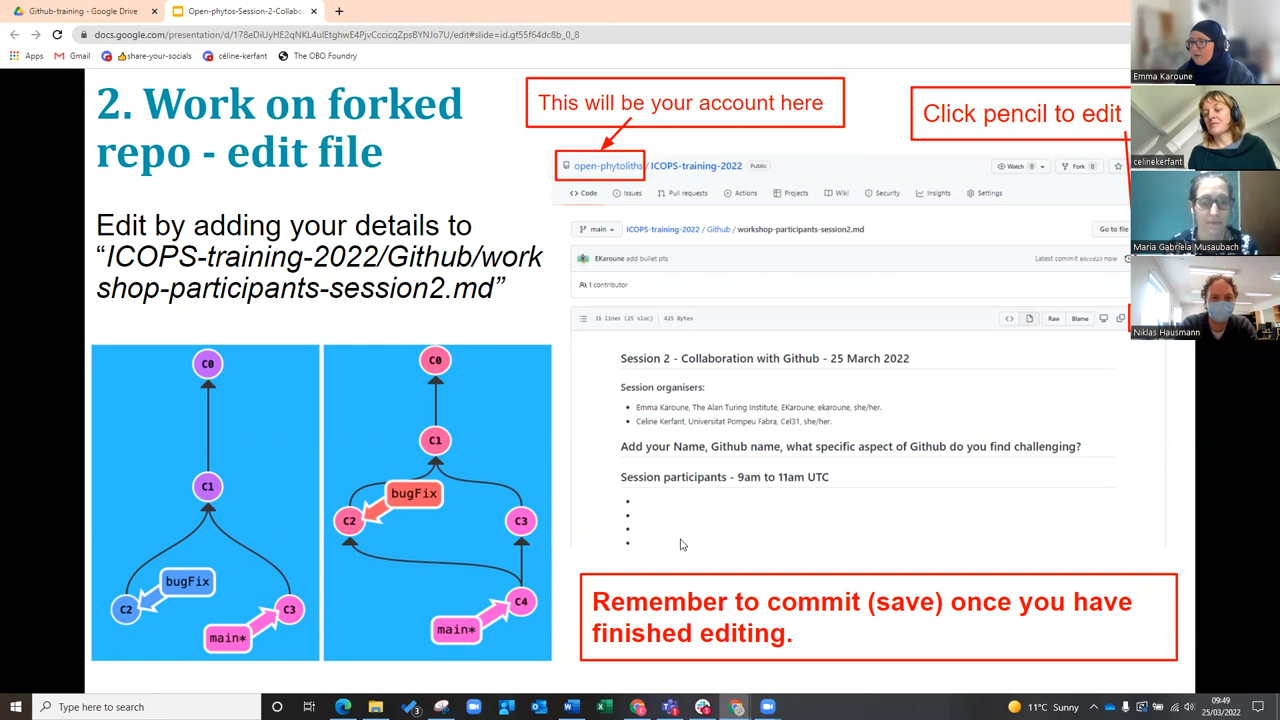 Github-training - Google Drive
Open-phytos-Session-2-Collabo
docs.google.com/presentation/d/178eDiUyHE2qNKL4uIEtghwE4PjvCccicqZpsBYNJo7U/edit#slide=id.gf55f64dc8b_0_8
Apps
Gmail
share-your-socials
céline-kerfant
The OBO Foundry
2. Work on forked
repo - edit file
Edit by adding your details to
“ICOPS-training-2022/Github/work
shop-participants-session2.md”
This will be your account here
Click pencil to edit
open-phytoliths/ICOPS-training-2022 Public
Watch 0
Fork 0
Code
Issues
Pull requests
Actions
Projects
Wiki
Security
Insights
Settings
main
ICOPS-training-2022 / Github / workshop-participants-session2.md
Go to file
EKaroune add bullet pts
Latest commit now
1 contributor
31 lines (25 sloc) 425 Bytes
Raw
Blame
Session 2 - Collaboration with Github - 25 March 2022
Session organisers:
Emma Karoune, The Alan Turing Institute, EKaroune, ekaroune, she/her.
Celine Kerfant, Universitat Pompeu Fabra, Cel31, she/her.
Add your Name, Github name, what specific aspect of Github do you find challenging?
Session participants - 9am to 11am UTC
C0
C1
bugFix
C2
C3
main*
C0
C1
bugFix
C2
C3
C4
main*
Remember to commit (save) once you have
finished editing.
Emma Karoune
celinekerfant
Maria Gabriela Musaubach
Niklas Hausmann
Type here to search
11°C Sunny
09:49
25/03/2022